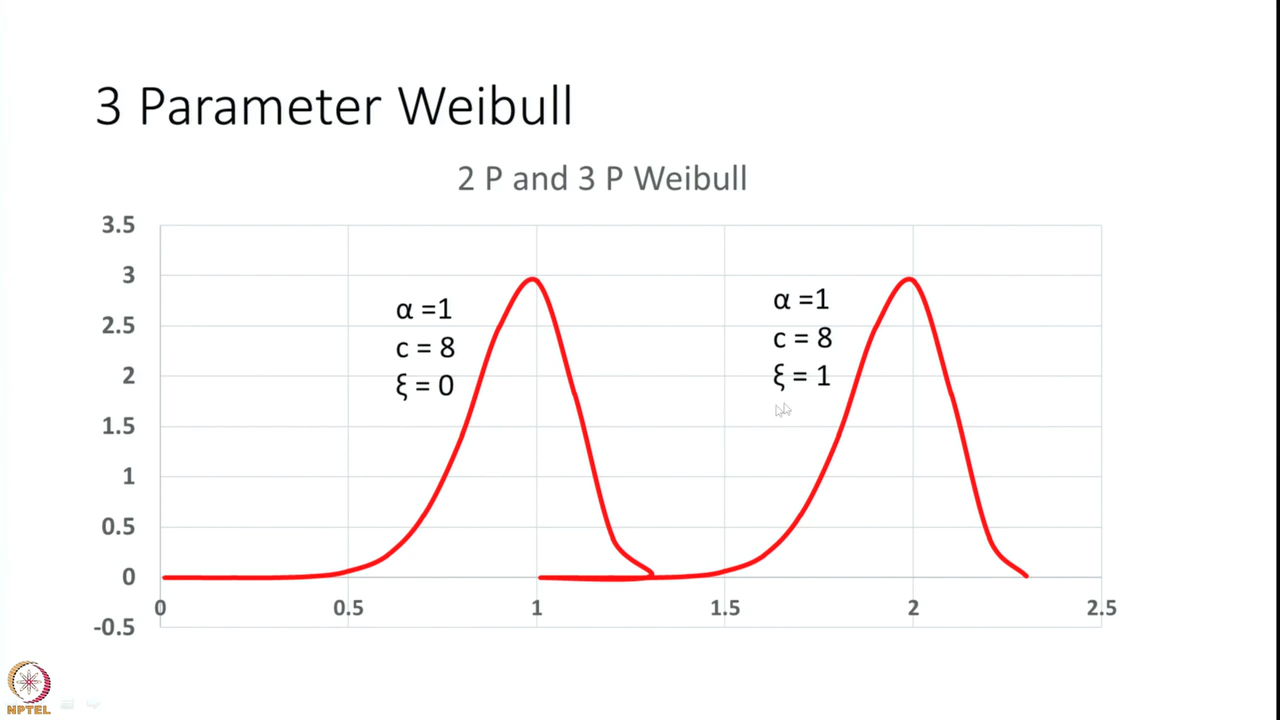 3 Parameter Weibull
2 P and 3 P Weibull
3.5
3
2.5
2
1.5
1
0.5
0
-0.5
α =1
c = 8
ξ = 0
α =1
c = 8
ξ = 1
0 0.5 1 1.5 2 2.5
NPTEL